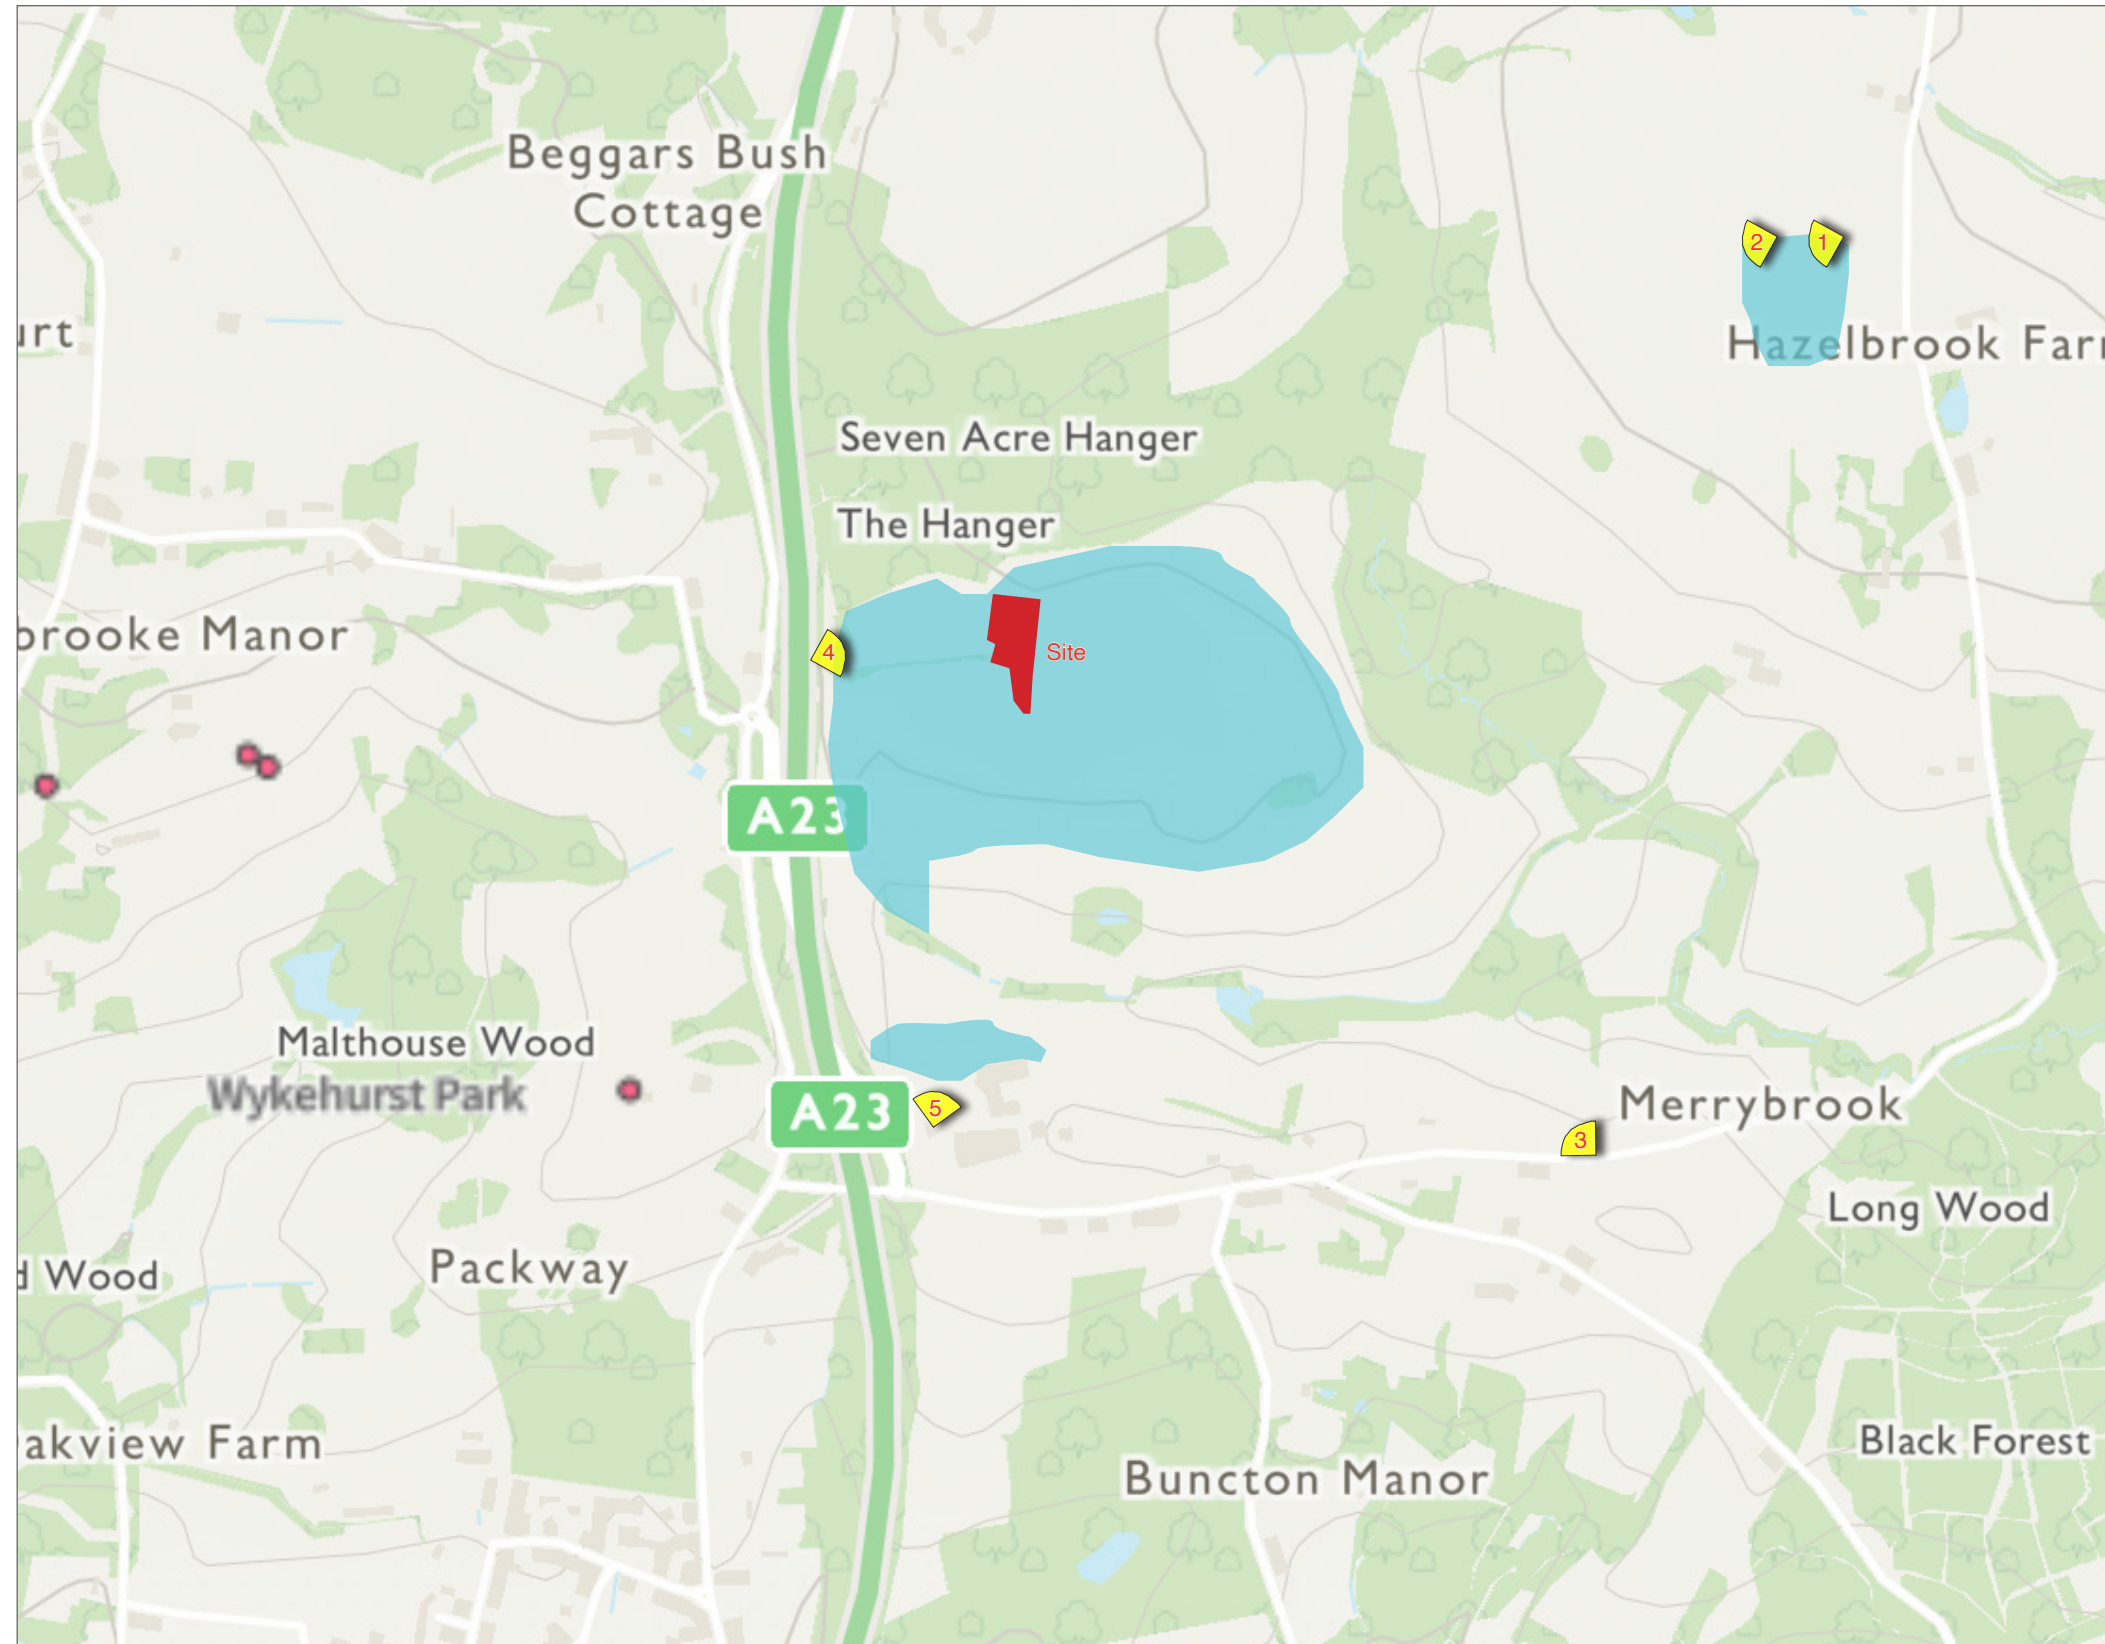 Beggars Bush
Cottage
2
1
Hazelbrook Far
urt
Seven Acre Hanger
The Hanger
brooke Manor
4
Site
A23
Malthouse Wood
Wykehurst Park
A23
5
Merrybrook
3
Long Wood
Packway
d Wood
akview Farm
Black Forest
Buncton Manor